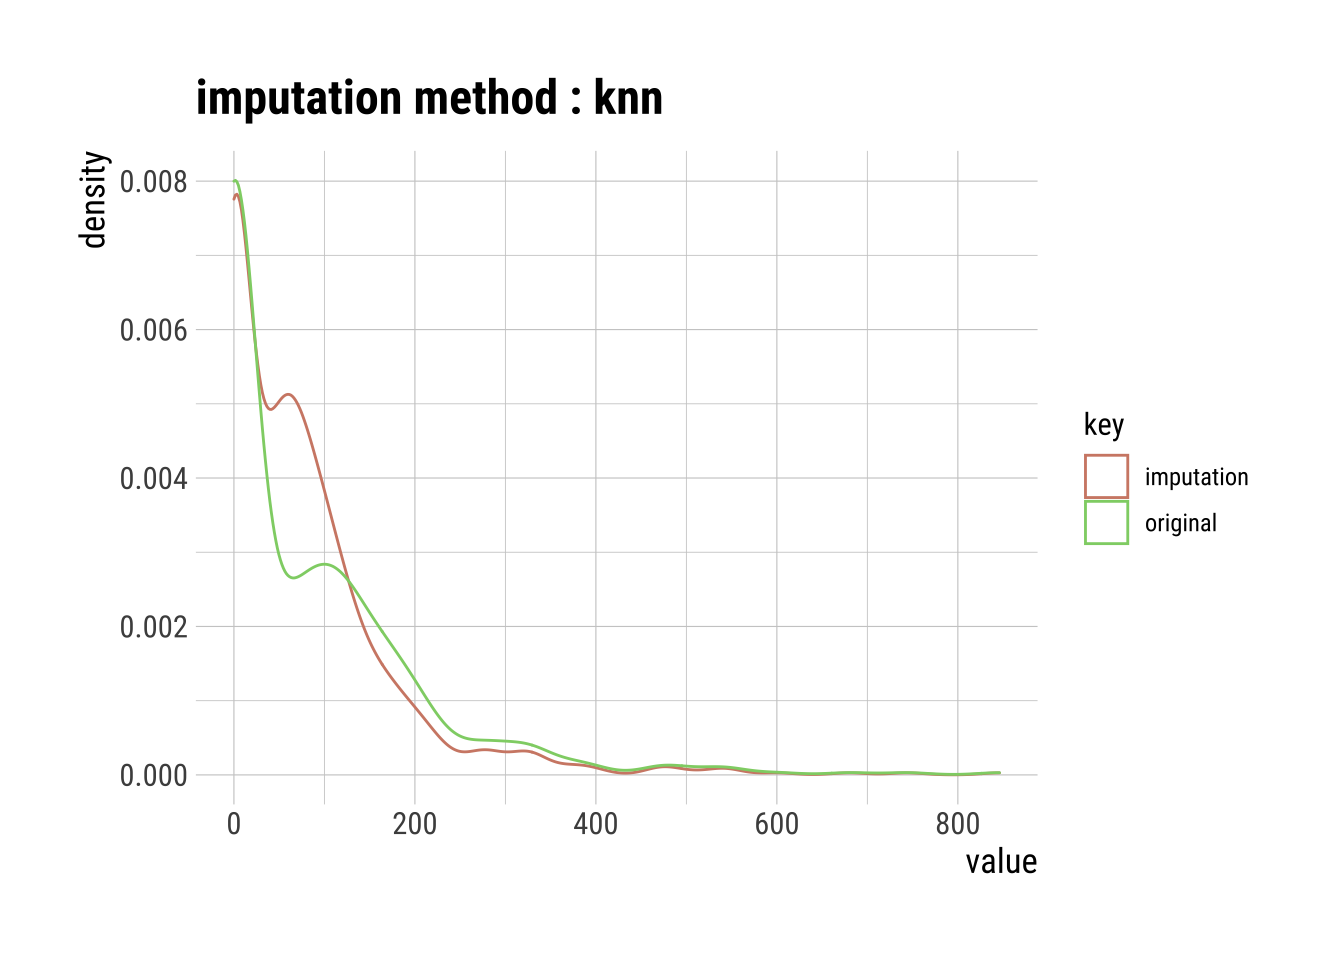 imputation method : knn
density
0.008
0.006
0.004
0.002
0.000
0 200 400 600 800
value
key
imputation
original